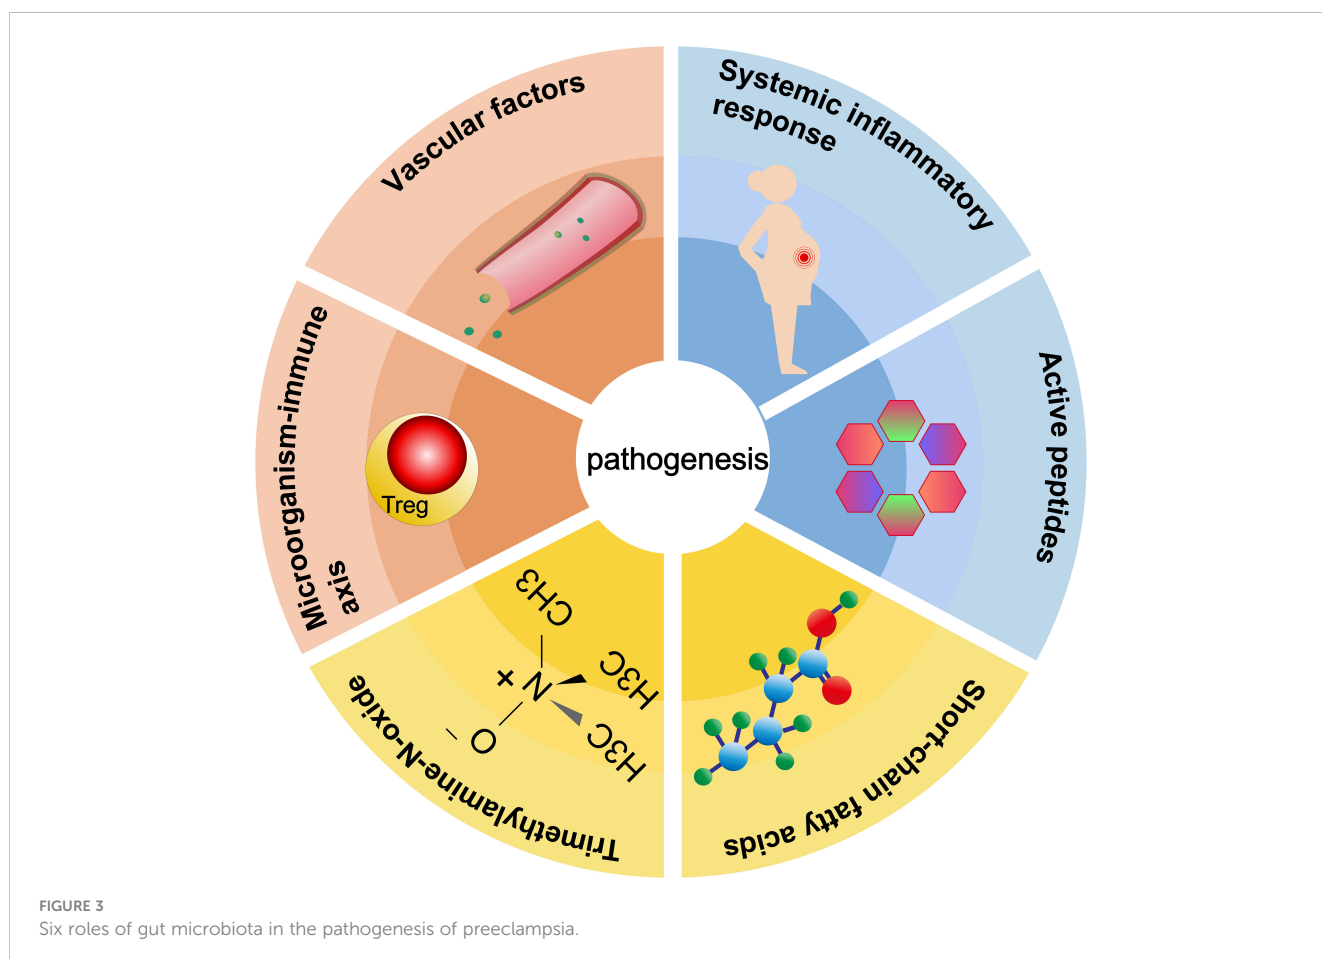 Vascular factors
Systemic inflammatory
response
Active peptides
Short-chain fatty acids
Trimethylamine-N-oxide
Microorganism-immune
axis
pathogenesis
Treg
CH3
H3C
H3C
N
+
O
−
FIGURE 3
Six roles of gut microbiota in the pathogenesis of preeclampsia.